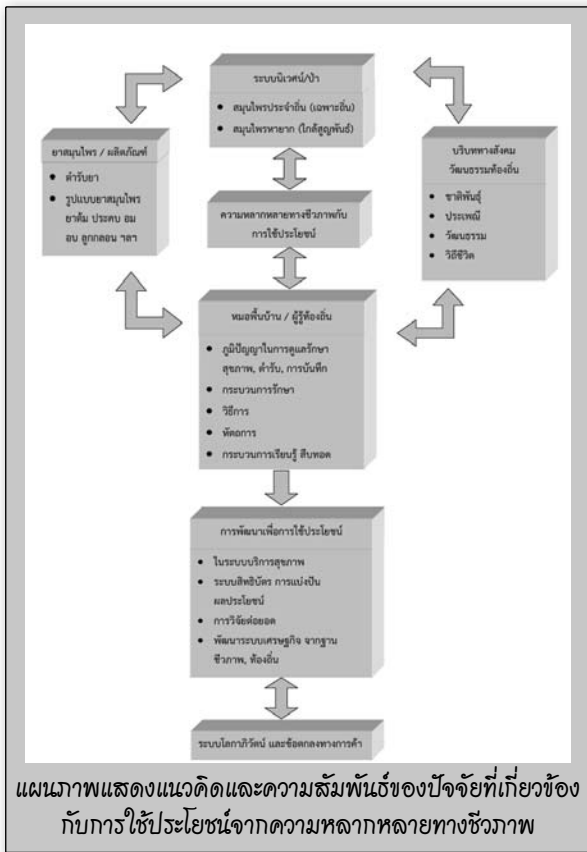 ระบบนิเวศน์/ป่า
• สมุนไพรประจำถิ่น (เฉพาะถิ่น)
• สมุนไพรหายาก (ใกล้สูญพันธ์)
ยาสมุนไพร / ผลิตภัณฑ์
• ตำรับยา
• รูปแบบยาสมุนไพร
ยาต้ม ประคบ อม
อบ ลูกกลอน ฯลฯ
ความหลากหลายทางชีวภาพกับ
การใช้ประโยชน์
บริบททางสังคม
วัฒนธรรมท้องถิ่น
• ชาติพันธุ์
• ประเพณี
• วัฒนธรรม
• วิถีชีวิต
หมอพื้นบ้าน / ผู้รู้ท้องถิ่น
• ภูมิปัญญาในการดูแลรักษา
สุขภาพ, ตำรับ, การบันทึก
• กระบวนการรักษา
• วิธีการ
• หัตถการ
• กระบวนการเรียนรู้ สืบทอด
การพัฒนาเพื่อการใช้ประโยชน์
• ในระบบบริการสุขภาพ
• ระบบสิทธิบัตร การแบ่งปัน
ผลประโยชน์
• การวิจัยต่อยอด
• พัฒนาระบบเศรษฐกิจ จากฐาน
ชีวภาพ, ท้องถิ่น
ระบบโลกาภิวัตน์ และข้อตกลงทางการค้า
แผนภาพแสดงแนวคิดและความสัมพันธ์ของปัจจัยที่เกี่ยวข้อง
กับการใช้ประโยชน์จากความหลากหลายทางชีวภาพ